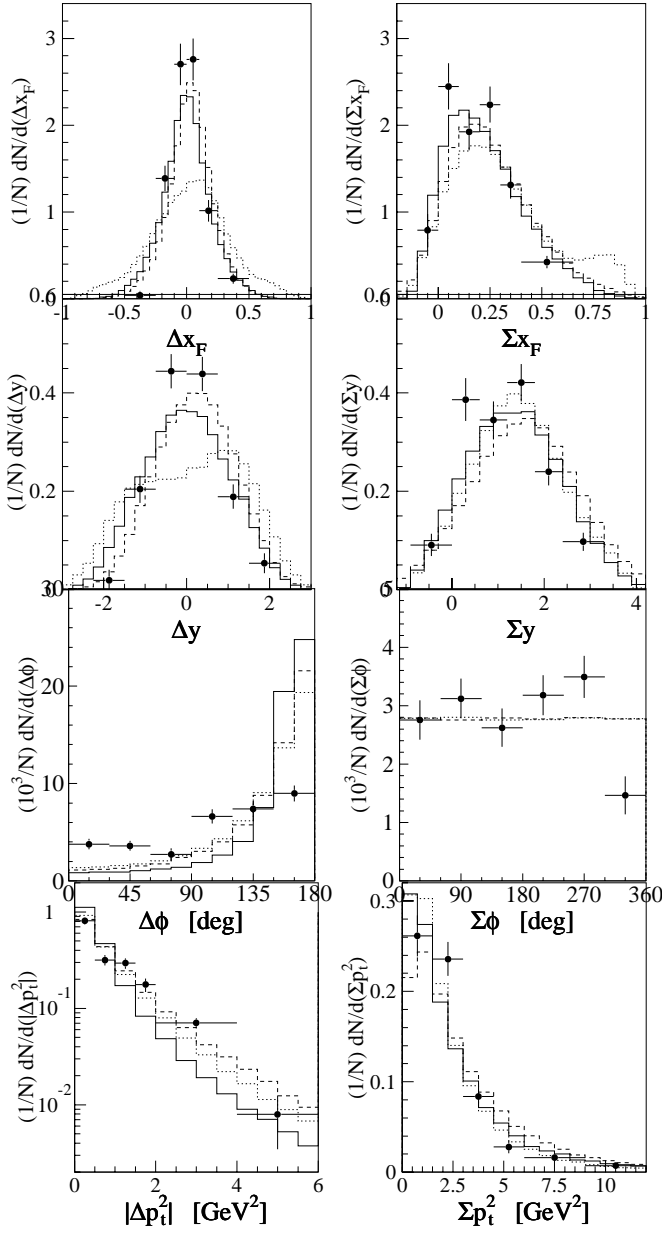 (1/N) dN/d(Δx_F)
3
2
1
0.6
0
-1 -0.5 0 0.5 1
Δx_F
(1/N) dN/d(Σx_F)
3
2
1
0.6
0
0 0.25 0.5 0.75 1
Σx_F
(1/N) dN/d(Δy)
0.4
0.2
30
0
-2 0 2
Δy
(1/N) dN/d(Σy)
0.4
0.2
0
5
0 2 4
Σy
(10^3/N) dN/d(Δϕ)
20
10
0
0 45 90 135 180
Δϕ [deg]
(10^3/N) dN/d(Σϕ)
4
3
2
1
0
0 90 180 270 360
Σϕ [deg]
(1/N) dN/d(|Δp_t^2|)
1
10^-1
10^-2
0 2 4 6
|Δp_t^2| [GeV^2]
(1/N) dN/d(Σp_t^2)
0.3
0.2
0.1
0
0 2.5 5 7.5 10
Σp_t^2 [GeV^2]